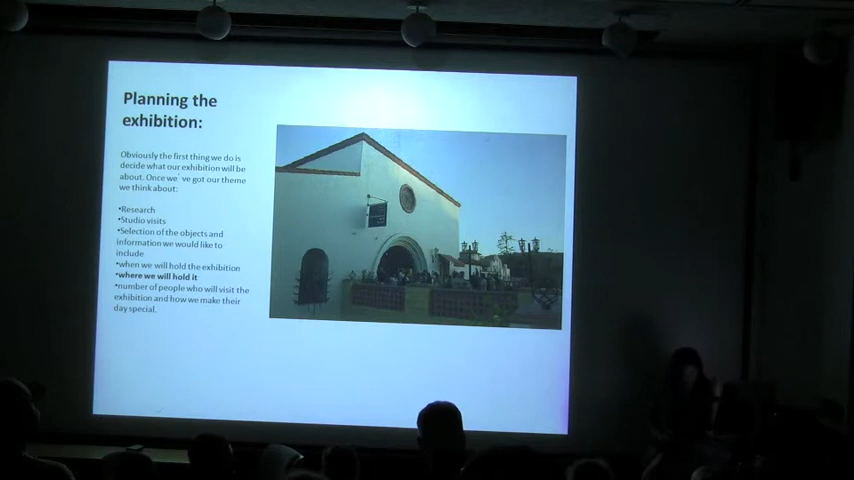 Planning the
exhibition:
Obviously the first thing we do is
decide what our exhibition will be
about. Once we've got our theme
we think about:
•Research
•Studio visits
•Selection of the objects and
information we would like to
include
•when we will hold the exhibition
•where we will hold it
•number of people who will visit the
exhibition and how we make their
day special.